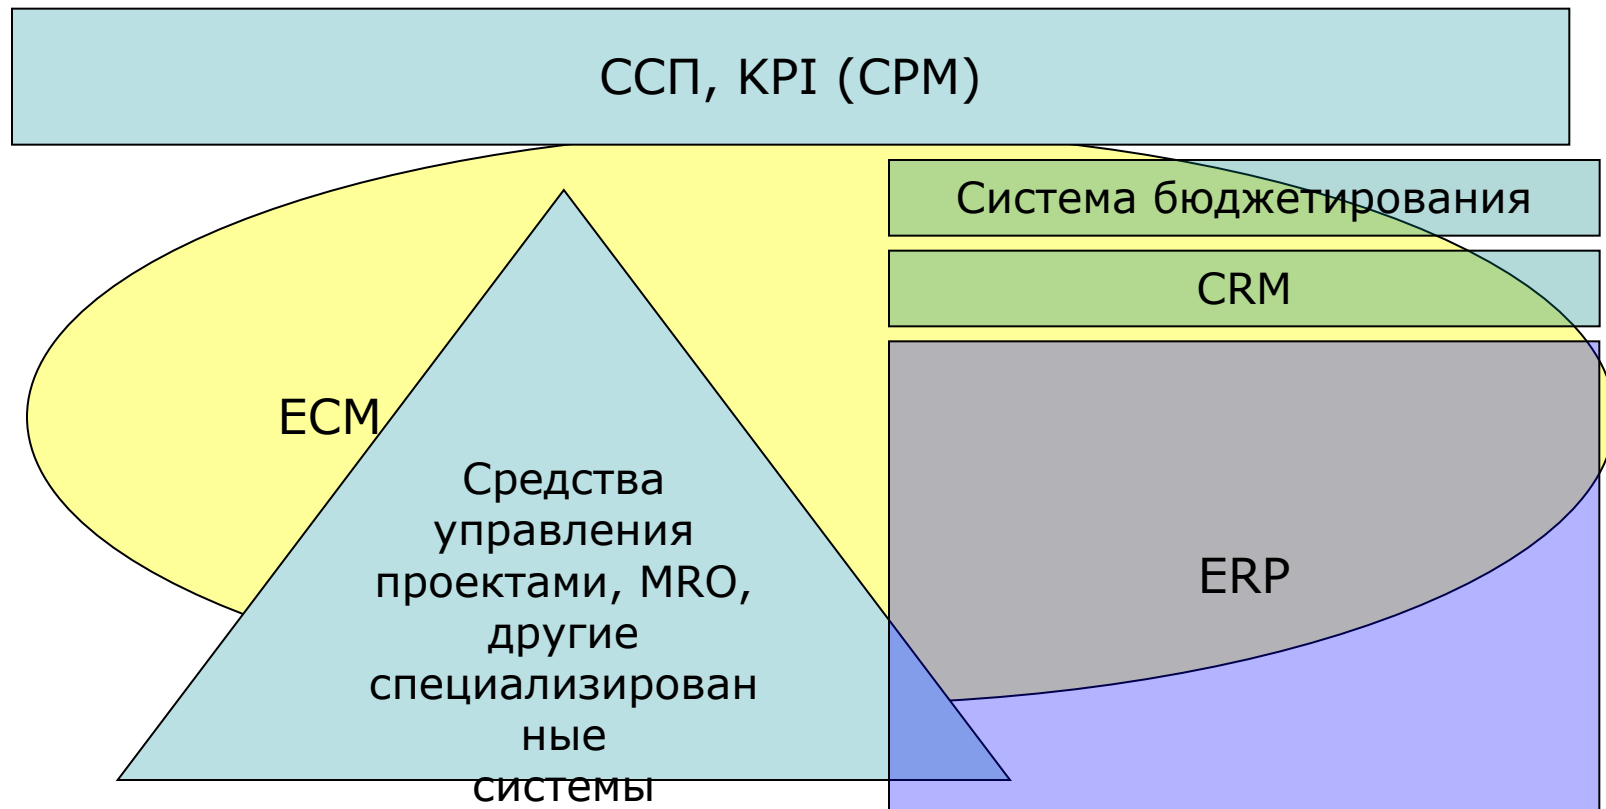 ССП, KPI (CPM)
Система бюджетирования
CRM
ECM
Средства
управления
проектами, MRO,
другие
специализирован
ные
системы
ERP